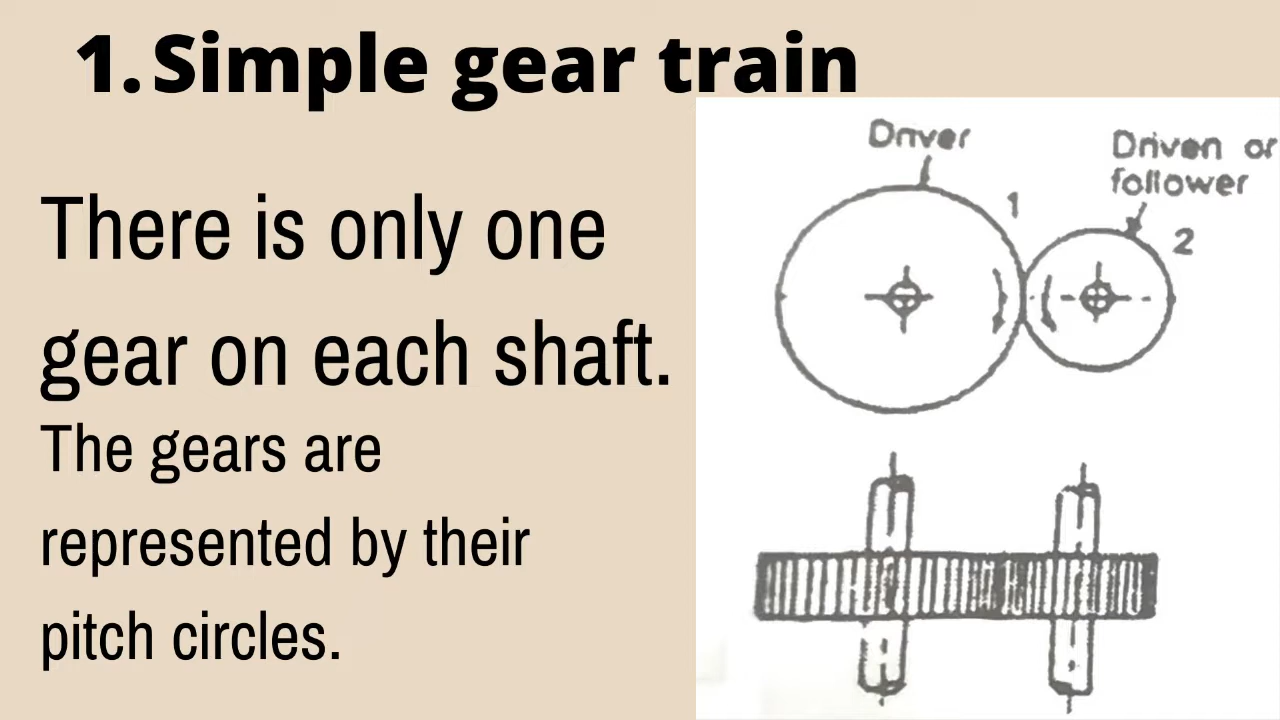 1. Simple gear train
There is only one
gear on each shaft.
The gears are
represented by their
pitch circles.
Driver
Driven or
follower
1
2